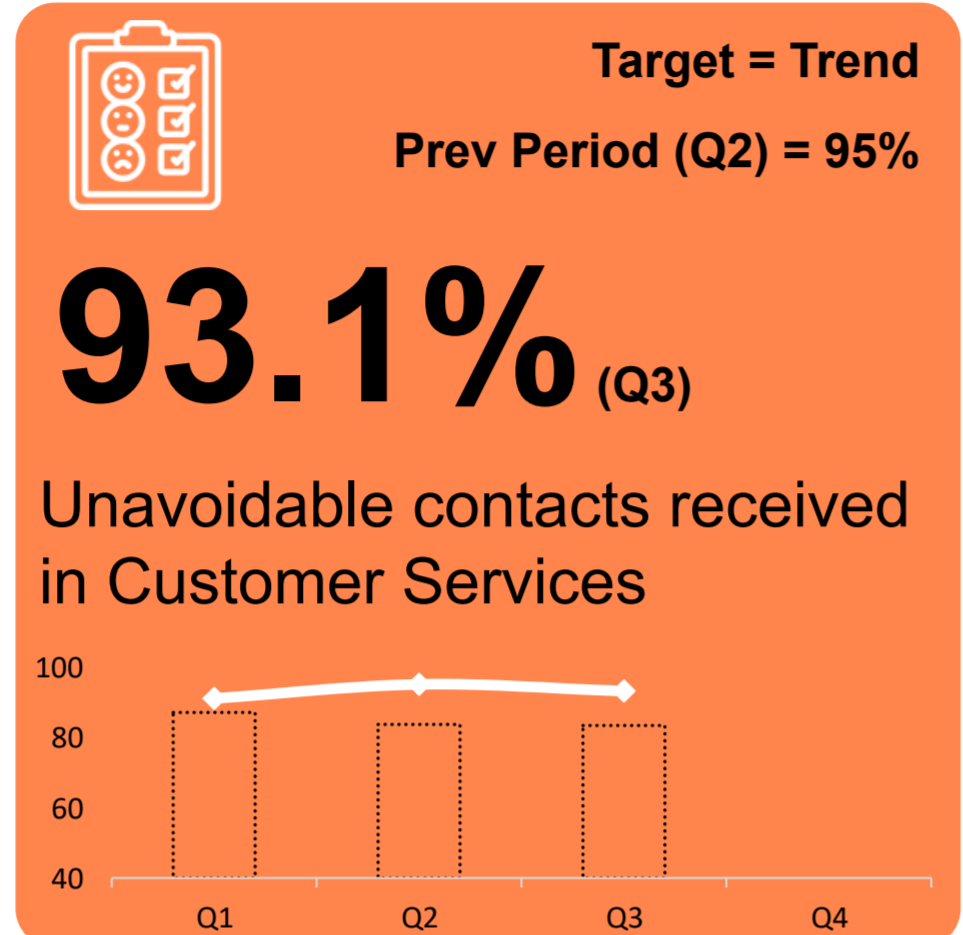 Target = Trend
Prev Period (Q2) = 95%
93.1% (Q3)
Unavoidable contacts received
in Customer Services
100
80
60
40
Q1 Q2 Q3 Q4